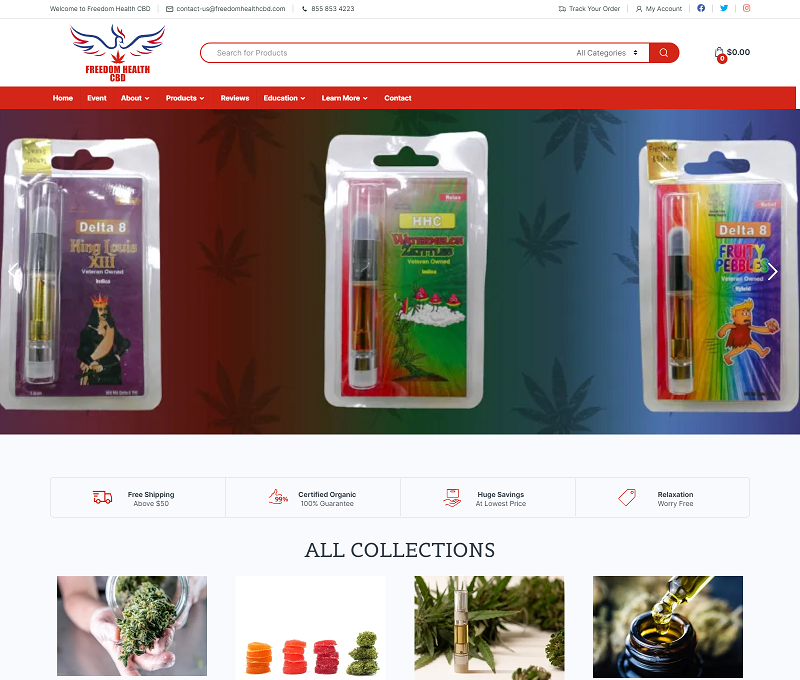 Welcome to Freedom Health CBD
contact-us@freedomhealthcbd.com
855 853 4223
Track Your Order
My Account
FREEDOM HEALTH
CBD
Search for Products
All Categories
0
$0.00
Home
Event
About
Products
Reviews
Education
Learn More
Contact
Delta 8
King Louis
XIII
Veteran Owned
Indica
Relax
HHC
Veteran Owned
Indica
Relief
Delta 8
FRUITY
PEBBLES
Veteran Owned
Hybrid
Free Shipping
Above $50
99%
Certified Organic
100% Guarantee
Huge Savings
At Lowest Price
Relaxation
Worry Free
ALL COLLECTIONS